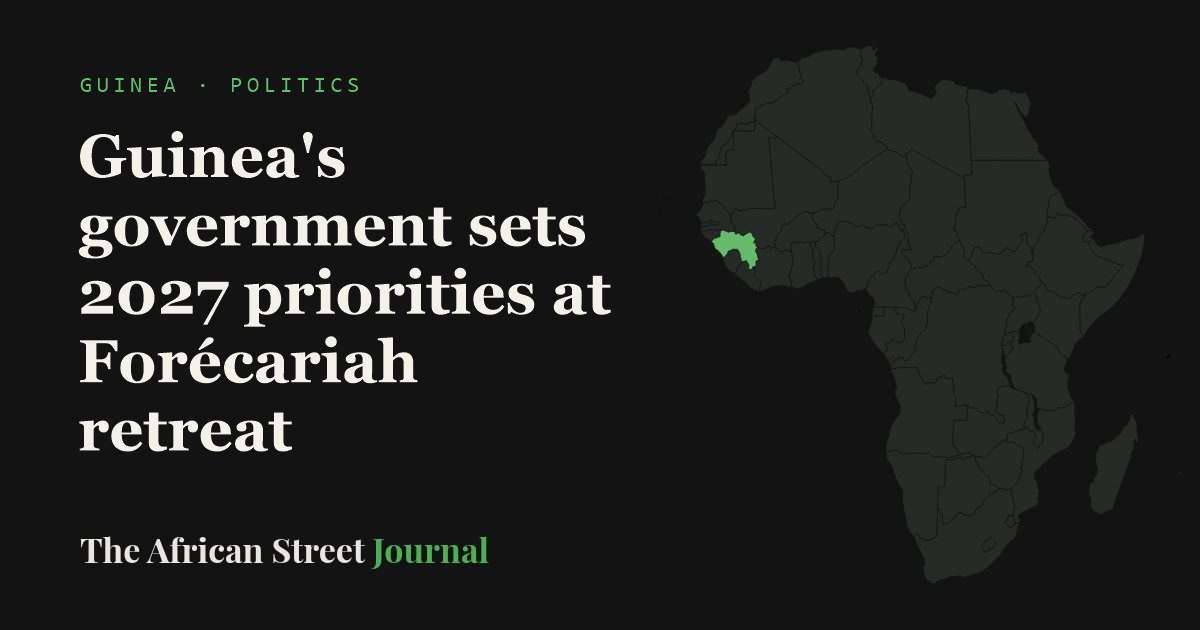 GUINEA · POLITICS
Guinea's
government sets
2027 priorities at
Forécariah
retreat
The African Street Journal